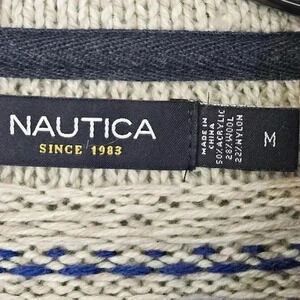 NAUTICA
SINCE 1983
MADE IN
CHINA
50% ACRYLIC
28% WOOL
22% NYLON
M